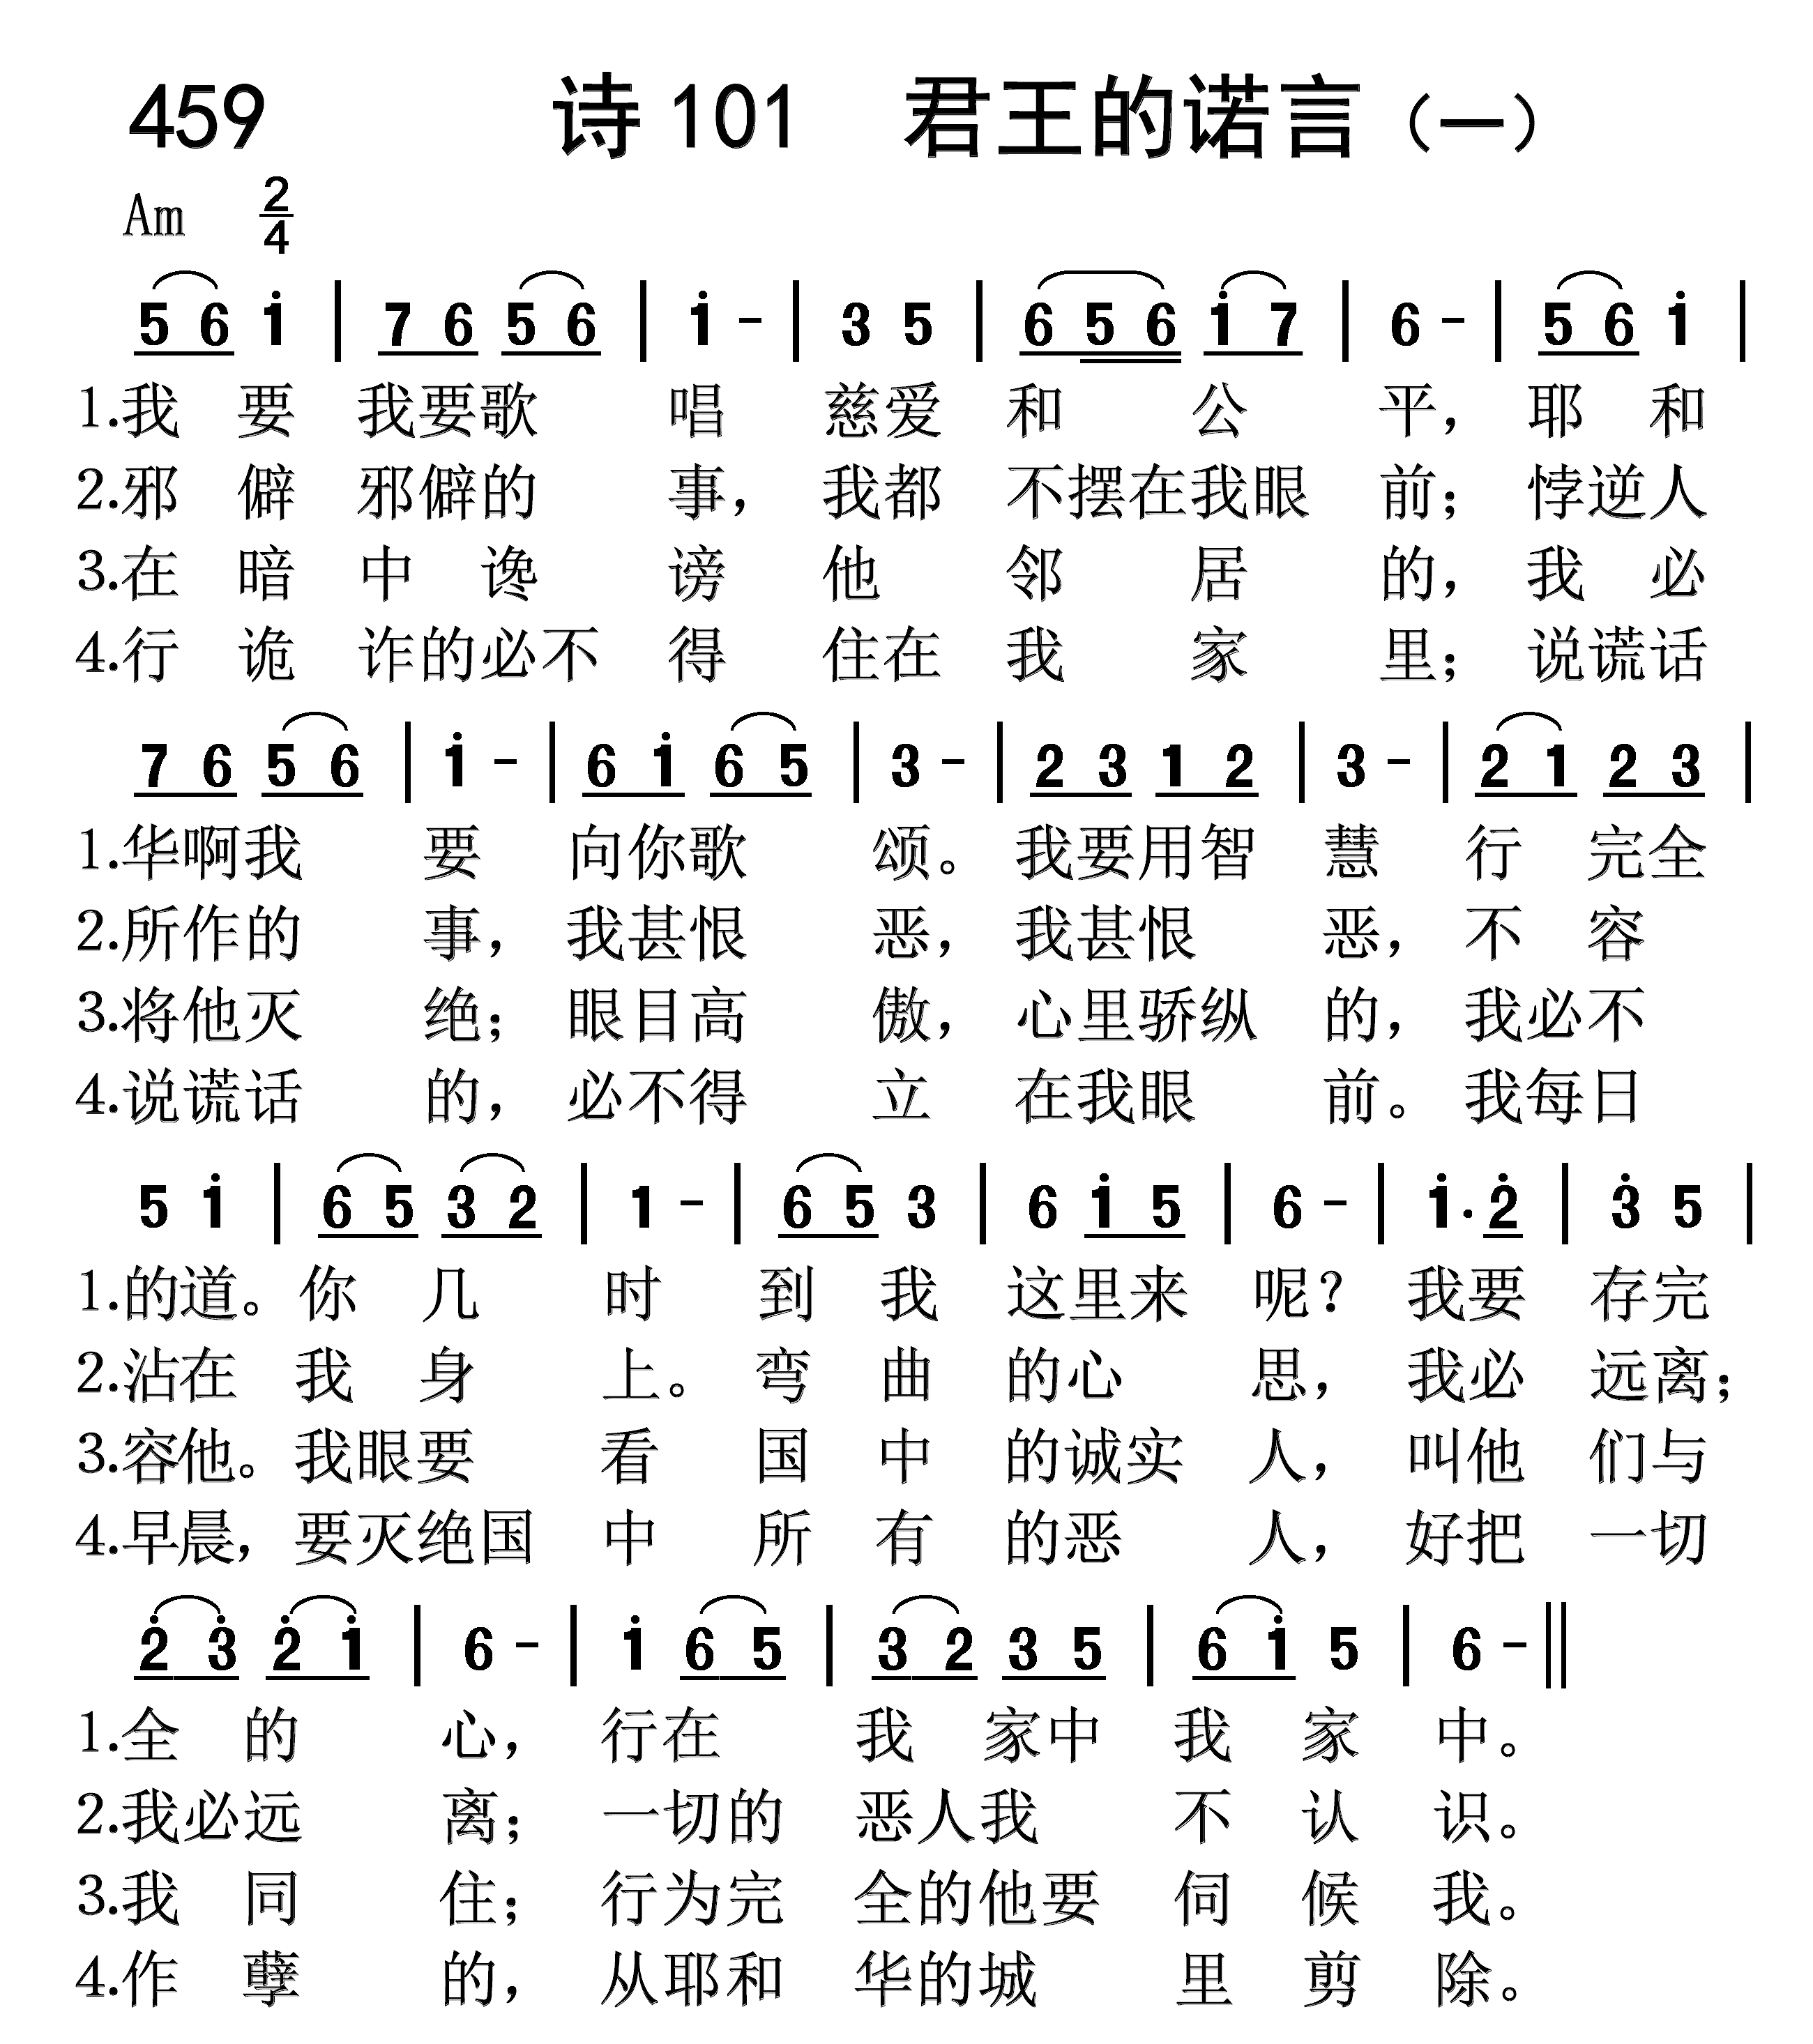 459 诗101 君王的诺言（一）
Am 2/4
5 6 i | 7 6 5 6 | i - | 3 5 | 6 5 6 i 7 | 6 - | 5 6 i |
1.我 要 我要歌 唱 慈爱 和 公 平，耶 和
2.邪 僻 邪僻的 事，我都 不摆在我眼 前；悖逆人
3.在 暗 中 谗 谤 他 邻 居 的，我 必
4.行 诡 诈的必不 得 住在 我 家 里；说谎话
7 6 5 6 | i - | 6 i 6 5 | 3 - | 2 3 1 2 | 3 - | 2 1 2 3 |
1.华啊我 要 向你歌 颂。我要用智 慧 行 完全
2.所作的 事，我甚恨 恶，我甚恨 恶，不 容
3.将他灭 绝；眼目高 傲，心里骄纵 的，我必不
4.说谎话 的，必不得 立 在我眼 前。我每日
5 i | 6 5 3 2 | 1 - | 6 5 3 | 6 i 5 | 6 - | i· 2̇ | 3̇ 5 |
1.的道。你 几 时 到 我 这里来 呢？我要 存完
2.沾在 我 身 上。弯 曲 的心 思，我必 远离；
3.容他。我眼要 看 国 中 的诚实 人，叫他 们与
4.早晨，要灭绝国 中 所 有 的恶 人，好把 一切
2̇ 3̇ 2̇ i | 6 - | i 6 5 | 3 2 3 5 | 6 i 5 | 6 - ‖
1.全 的 心，行在 我 家中 我 家 中。
2.我必远 离；一切的 恶人我 不 认 识。
3.我 同 住；行为完 全的他要 伺 候 我。
4.作 孽 的，从耶和 华的城 里 剪 除。